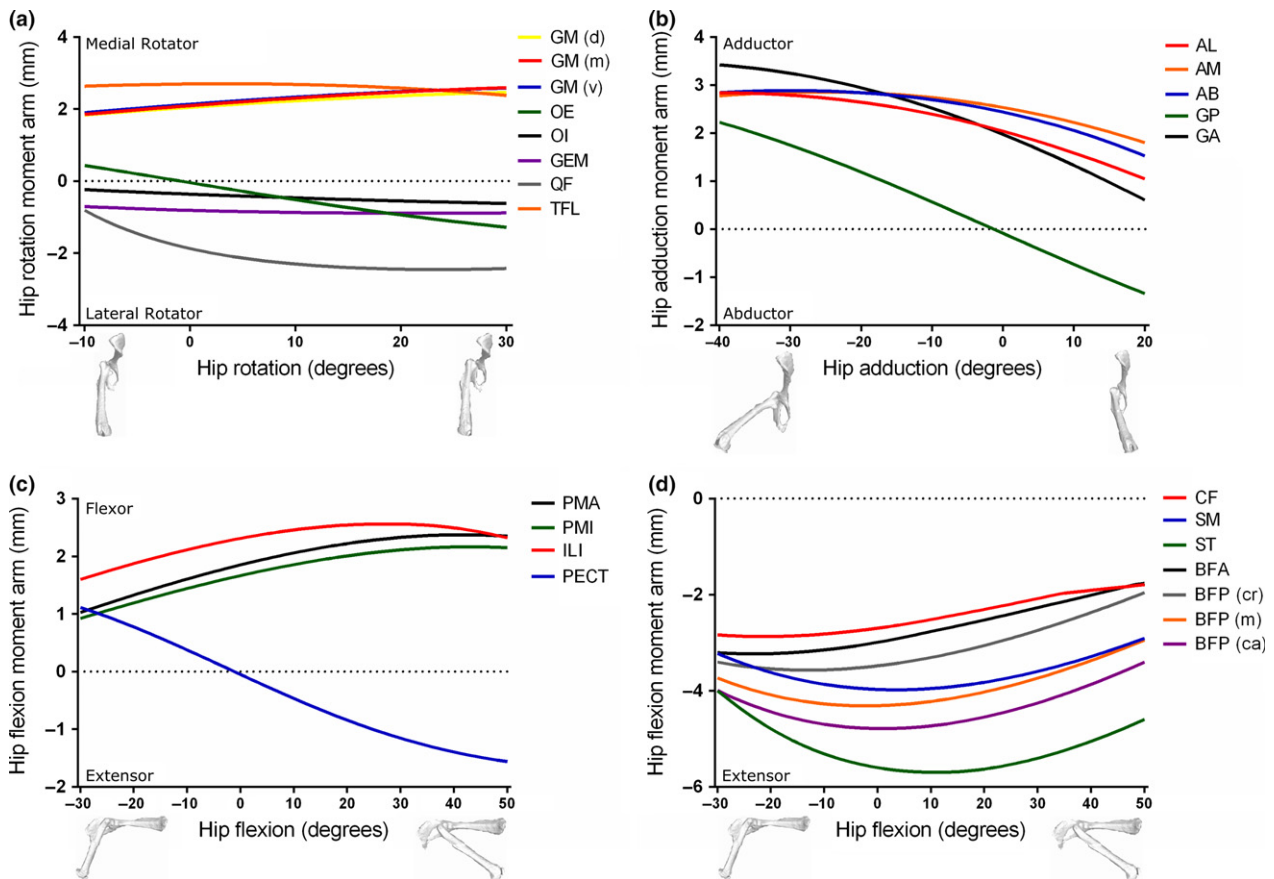 (a)
Hip rotation moment arm (mm)
4
2
0
−2
−4
Medial Rotator
Lateral Rotator
−10
0
10
20
30
Hip rotation (degrees)
GM (d)
GM (m)
GM (v)
OE
OI
GEM
QF
TFL
(b)
Hip adduction moment arm (mm)
4
3
2
1
0
−1
−2
Adductor
Abductor
−40
−30
−20
−10
0
10
20
Hip adduction (degrees)
AL
AM
AB
GP
GA
(c)
Hip flexion moment arm (mm)
3
2
1
0
−1
−2
Flexor
Extensor
−30
−20
−10
0
10
20
30
40
50
Hip flexion (degrees)
PMA
PMI
ILI
PECT
(d)
Hip flexion moment arm (mm)
0
−2
−4
−6
Extensor
−30
−20
−10
0
10
20
30
40
50
Hip flexion (degrees)
CF
SM
ST
BFA
BFP (cr)
BFP (m)
BFP (ca)